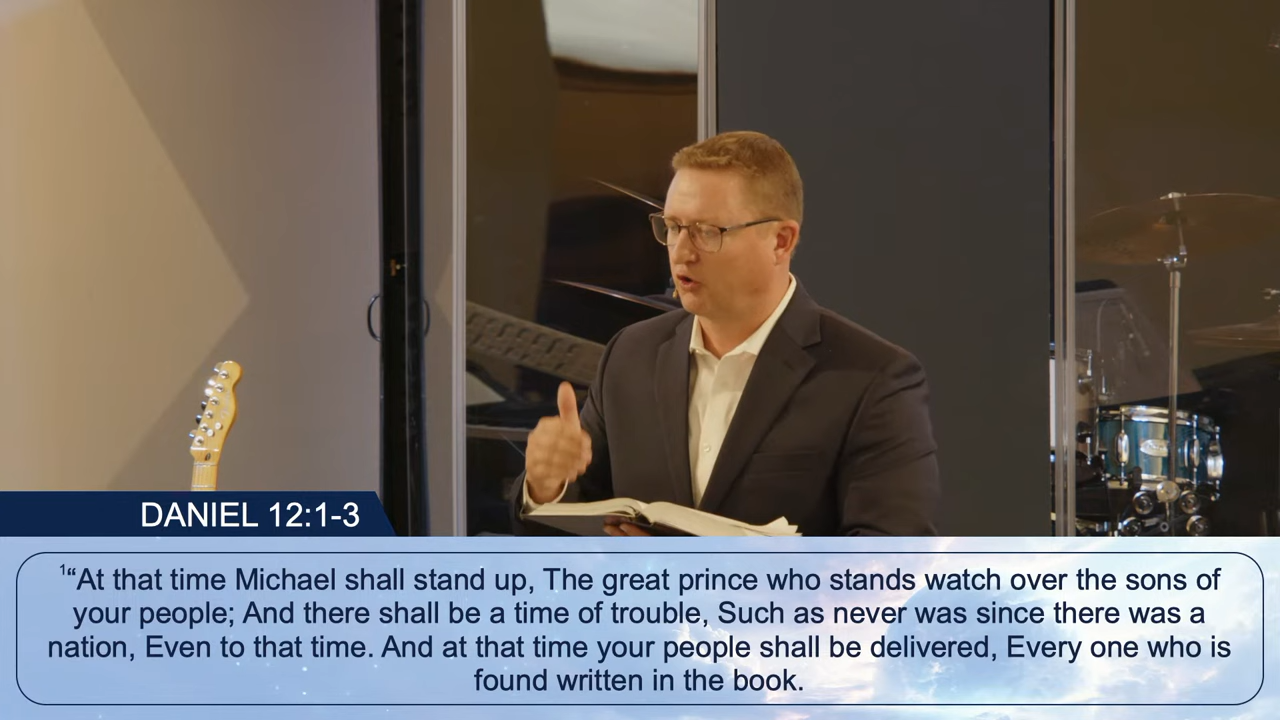 DANIEL 12:1-3
1“At that time Michael shall stand up, The great prince who stands watch over the sons of
your people; And there shall be a time of trouble, Such as never was since there was a
nation, Even to that time. And at that time your people shall be delivered, Every one who is
found written in the book.